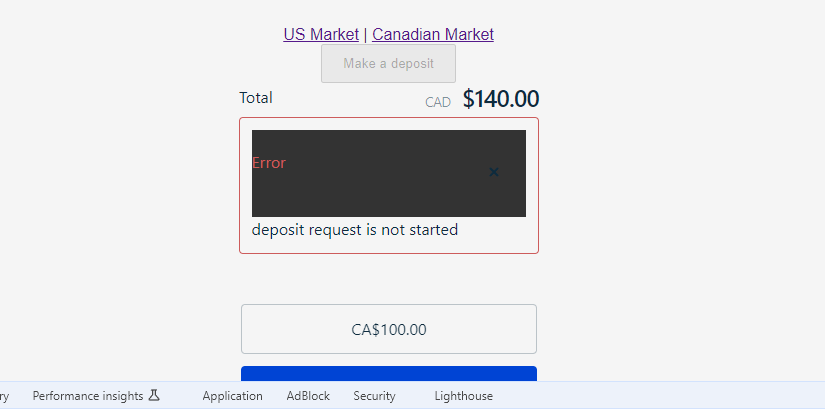 US Market | Canadian Market
Make a deposit
Total CAD $140.00
Error ×
deposit request is not started
CA$100.00
Performance insights Application AdBlock Security Lighthouse